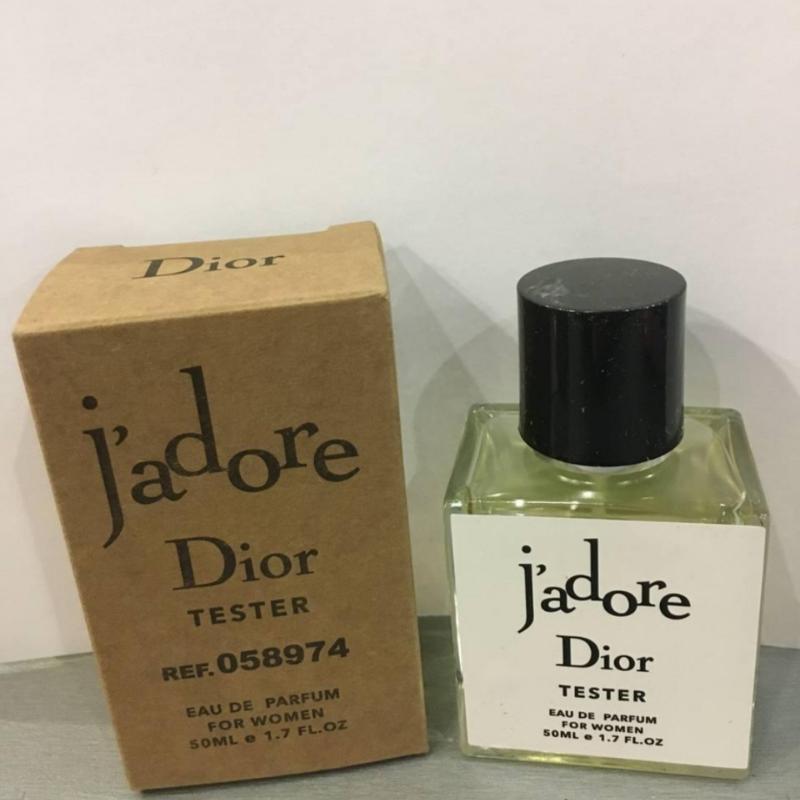 Dior
j'adore
Dior
TESTER
REF. 058974
EAU DE PARFUM
FOR WOMEN
50ML e 1.7 FL.OZ
j'adore
Dior
TESTER
EAU DE PARFUM
FOR WOMEN
50ML e 1.7 FL.OZ